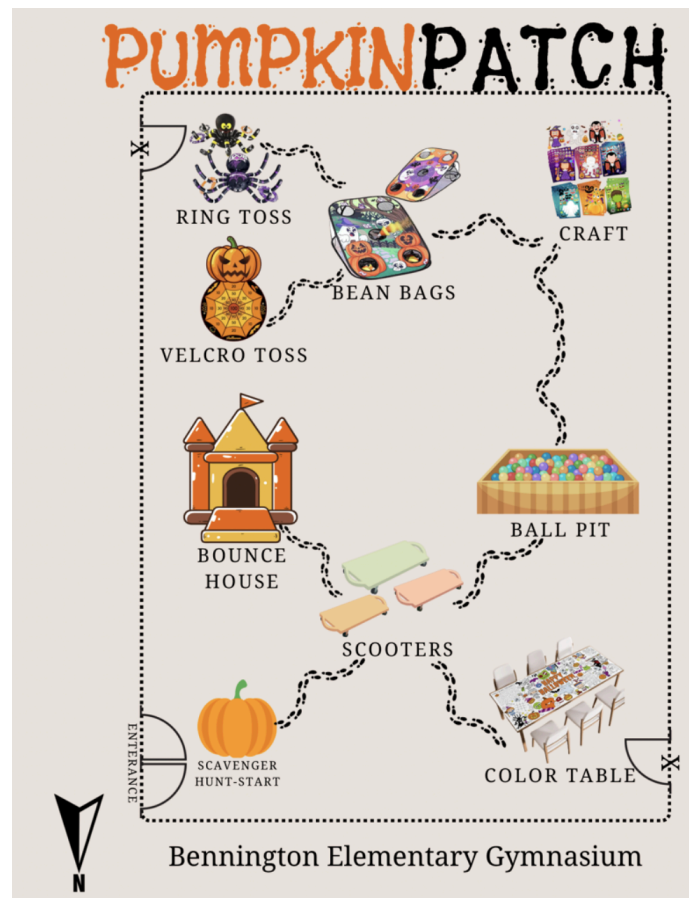 PUMPKINPATCH
X
RING TOSS
CRAFT
BEAN BAGS
VELCRO TOSS
BALL PIT
BOUNCE
HOUSE
SCOOTERS
ENTERANCE
SCAVENGER
HUNT-START
COLOR TABLE
X
Bennington Elementary Gymnasium
N